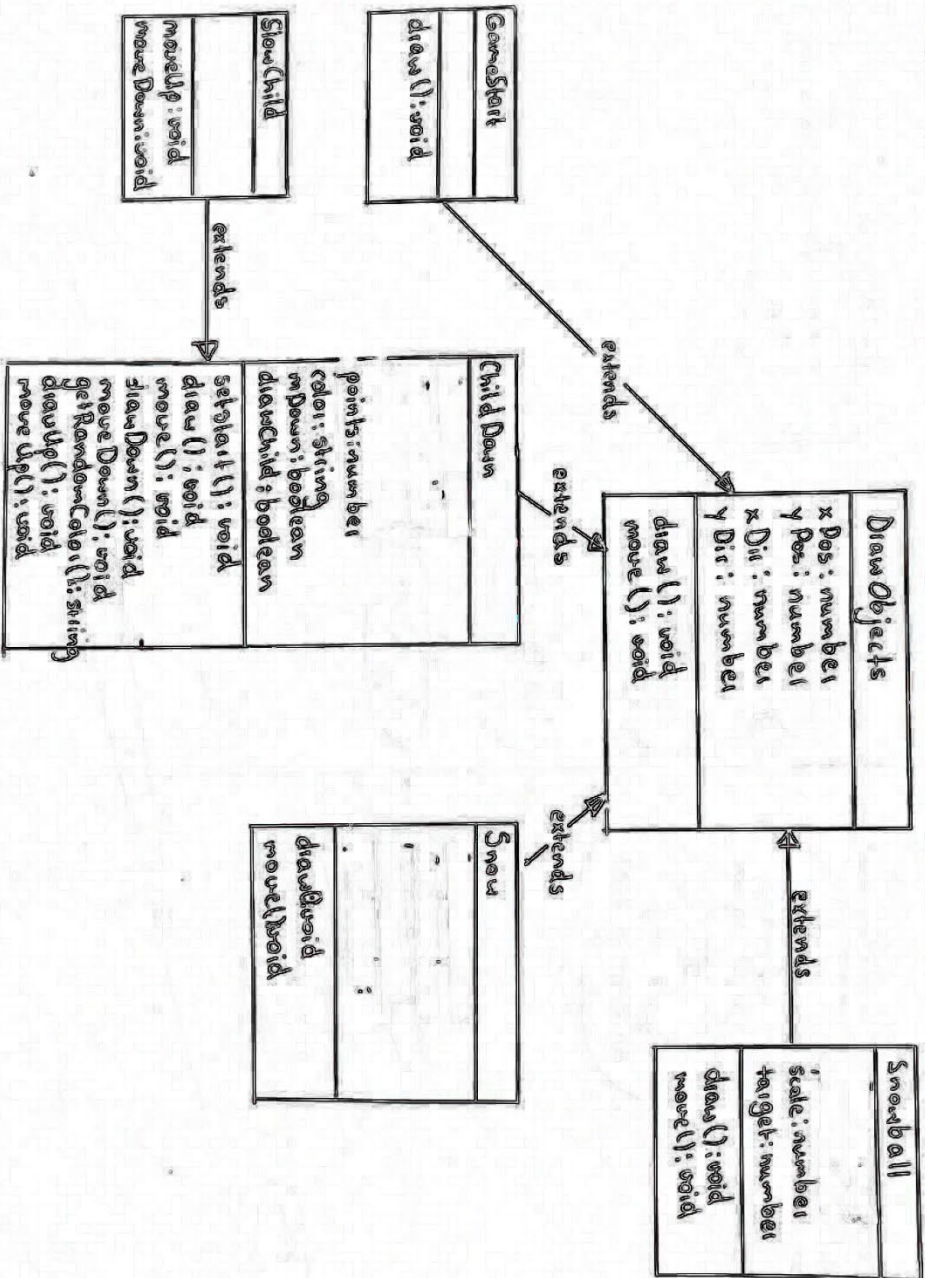 DrawObjects
xPos: number
yPos: number
xDir: number
yDir: number
draw(): void
move(): void
extends
Snowball
scale: number
target: number
draw(): void
move(): void
extends
GameStart
draw(): void
extends
ChildDown
points: number
color: string
mDown: boolean
drawChild: boolean
setStart(): void
draw(): void
move(): void
drawDown(): void
moveDown(): void
getRandomColor(): string
drawUp(): void
moveUp(): void
extends
Snow
draw()void
move()void
extends
SlowChild
moveUp: void
moveDown: void
extends